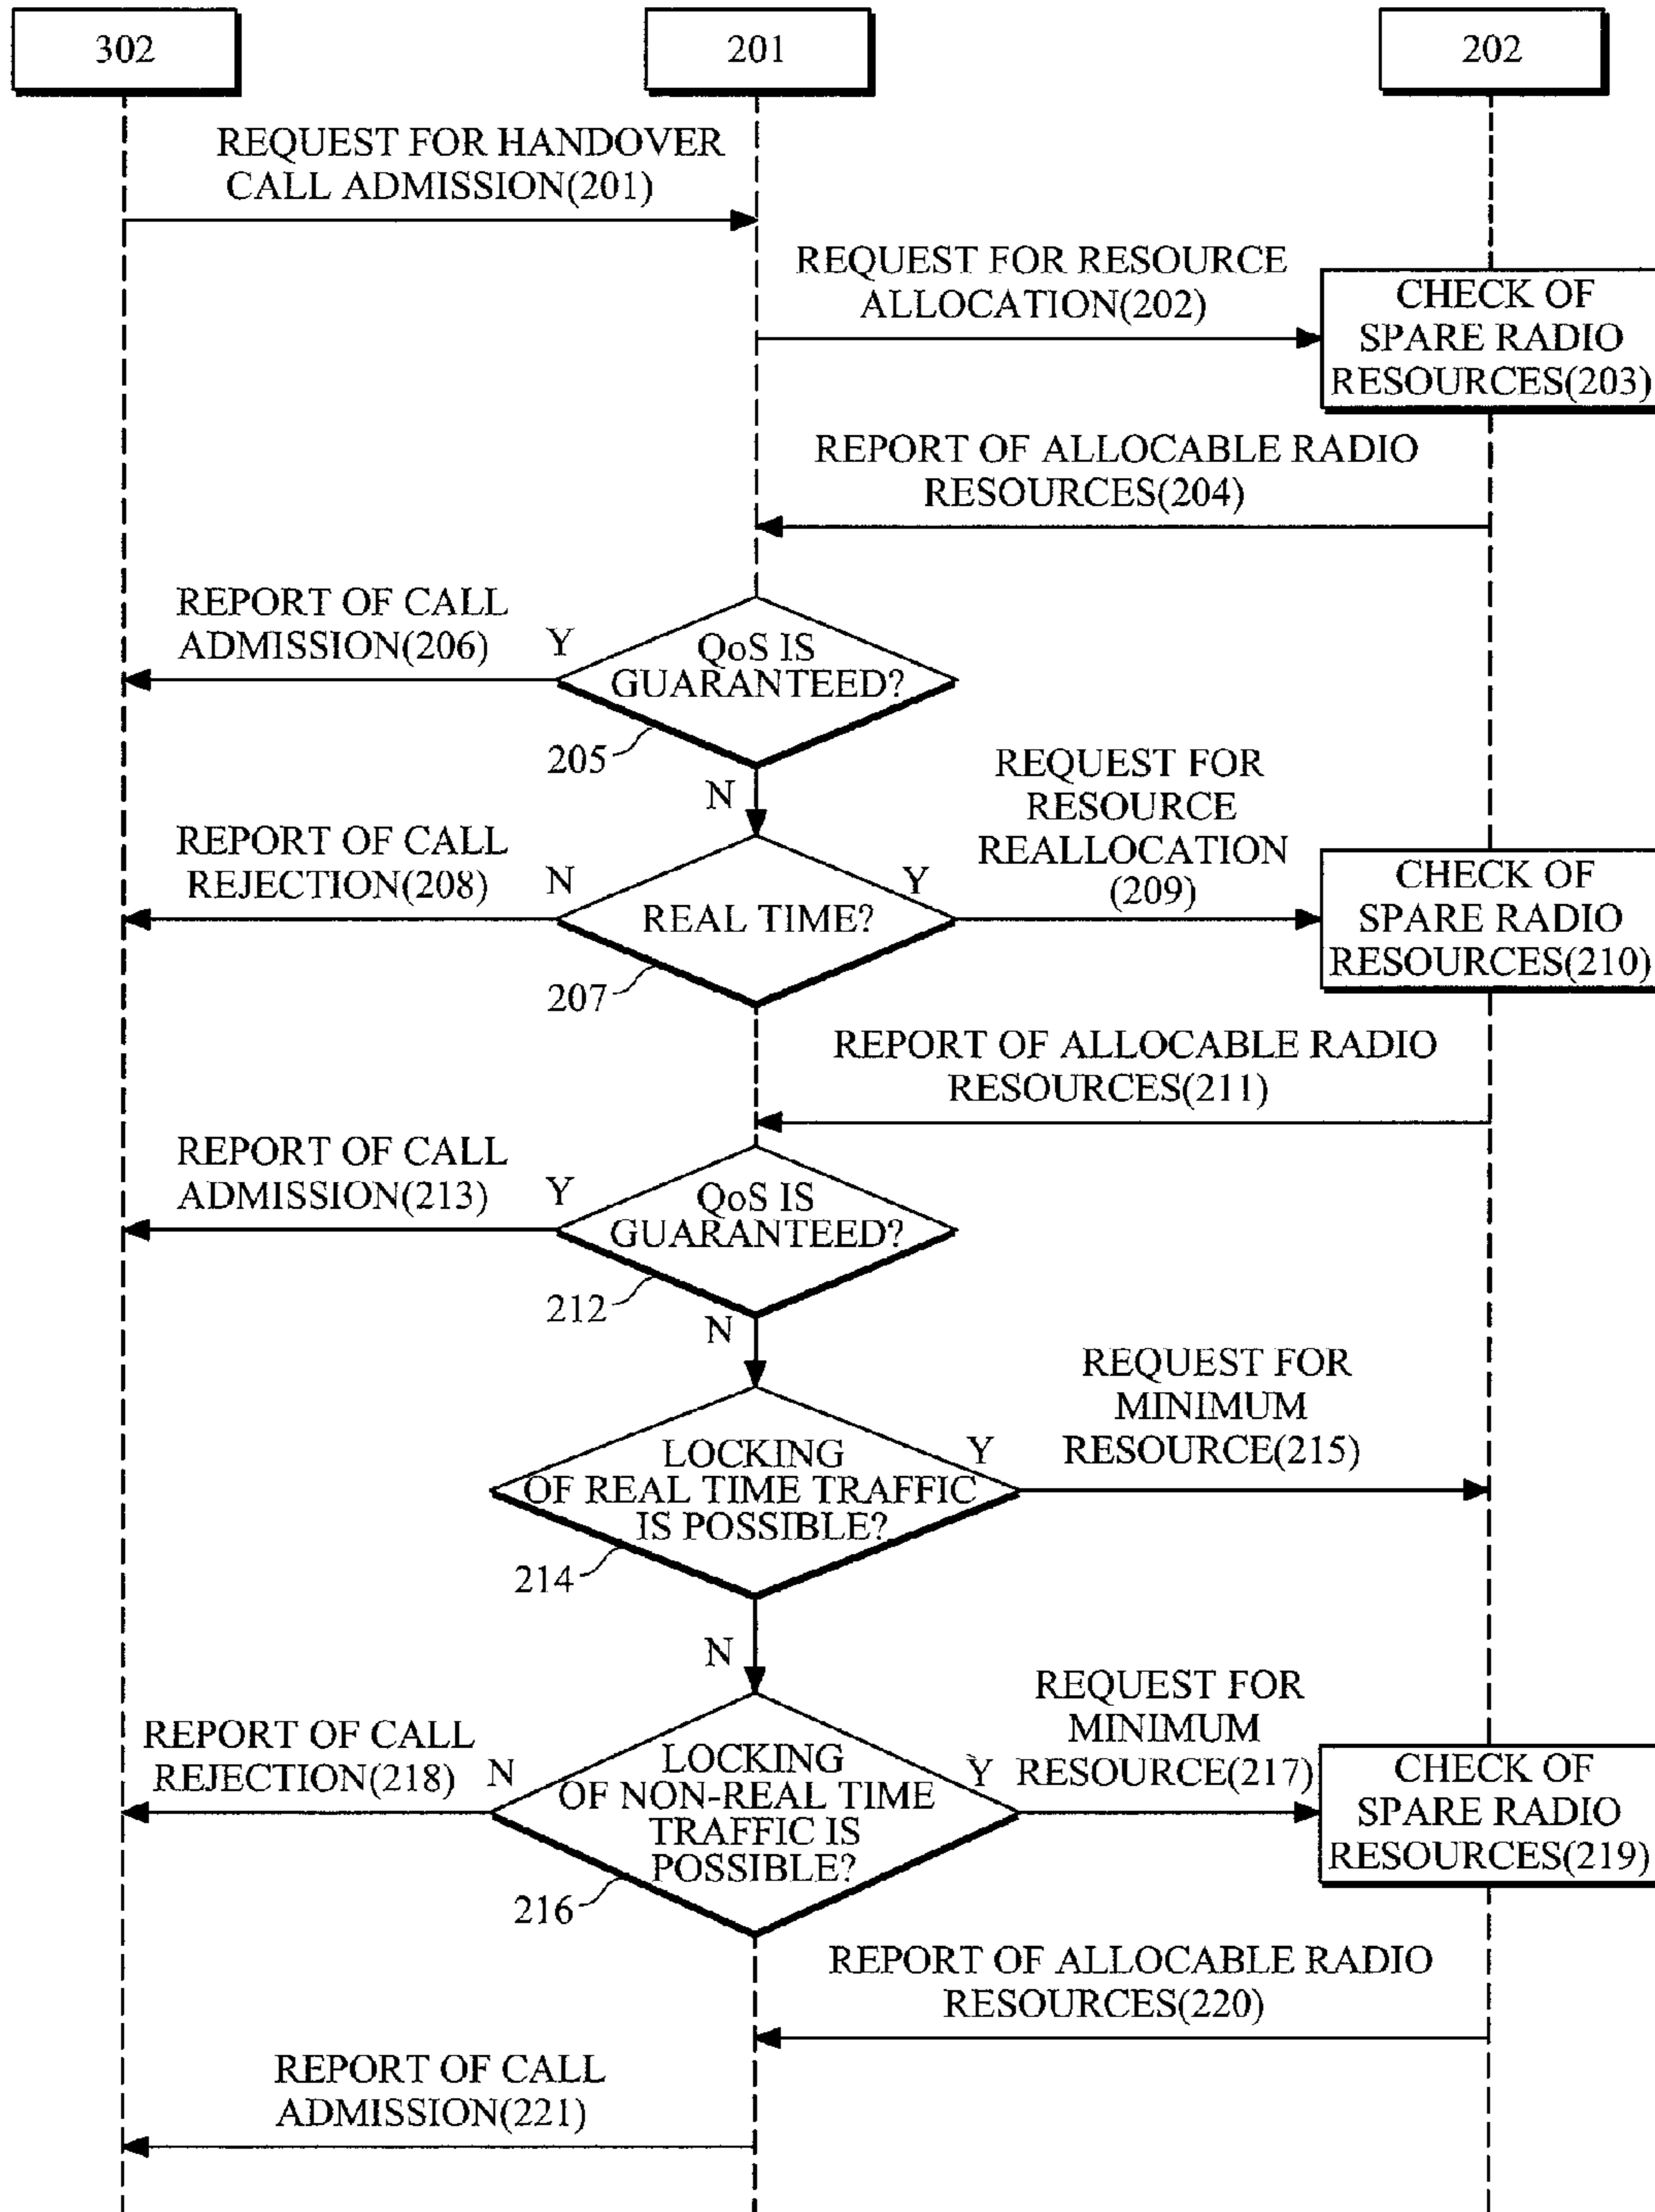 302
201
202
REQUEST FOR HANDOVER
CALL ADMISSION(201)
REQUEST FOR RESOURCE
ALLOCATION(202)
CHECK OF
SPARE RADIO
RESOURCES(203)
REPORT OF ALLOCABLE RADIO
RESOURCES(204)
REPORT OF CALL
ADMISSION(206)
Y
QoS IS
GUARANTEED?
205
N
REQUEST FOR
RESOURCE
REALLOCATION
(209)
REPORT OF CALL
REJECTION(208)
N
REAL TIME?
Y
207
CHECK OF
SPARE RADIO
RESOURCES(210)
REPORT OF ALLOCABLE RADIO
RESOURCES(211)
REPORT OF CALL
ADMISSION(213)
Y
QoS IS
GUARANTEED?
212
N
LOCKING
OF REAL TIME TRAFFIC
IS POSSIBLE?
Y
REQUEST FOR
MINIMUM
RESOURCE(215)
214
N
REPORT OF CALL
REJECTION(218)
N
LOCKING
OF NON-REAL TIME
TRAFFIC IS
POSSIBLE?
Y
REQUEST FOR
MINIMUM
RESOURCE(217)
216
CHECK OF
SPARE RADIO
RESOURCES(219)
REPORT OF ALLOCABLE RADIO
RESOURCES(220)
REPORT OF CALL
ADMISSION(221)